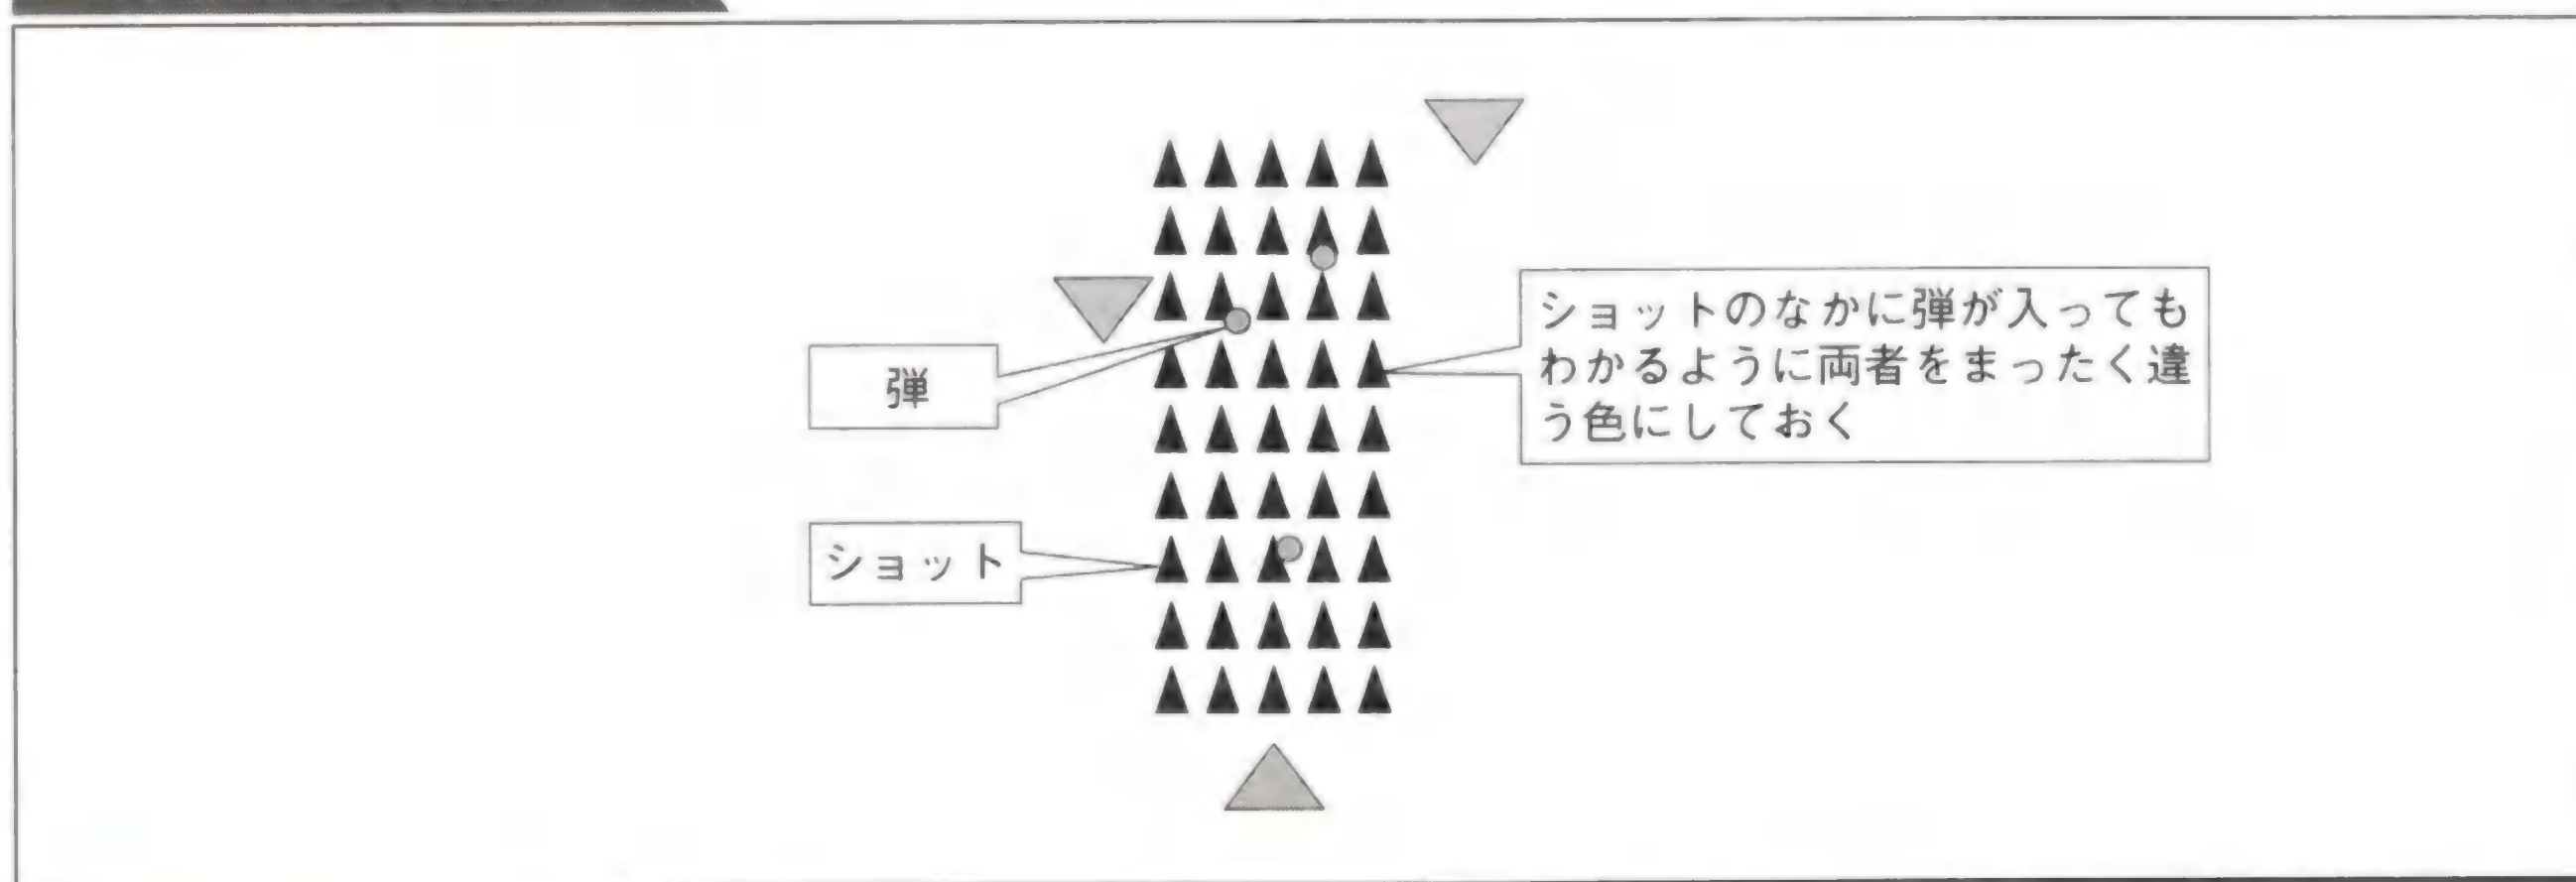 弾
ショット
ショットのなかに弾が入っても
わかるように両者をまったく違
う色にしておく